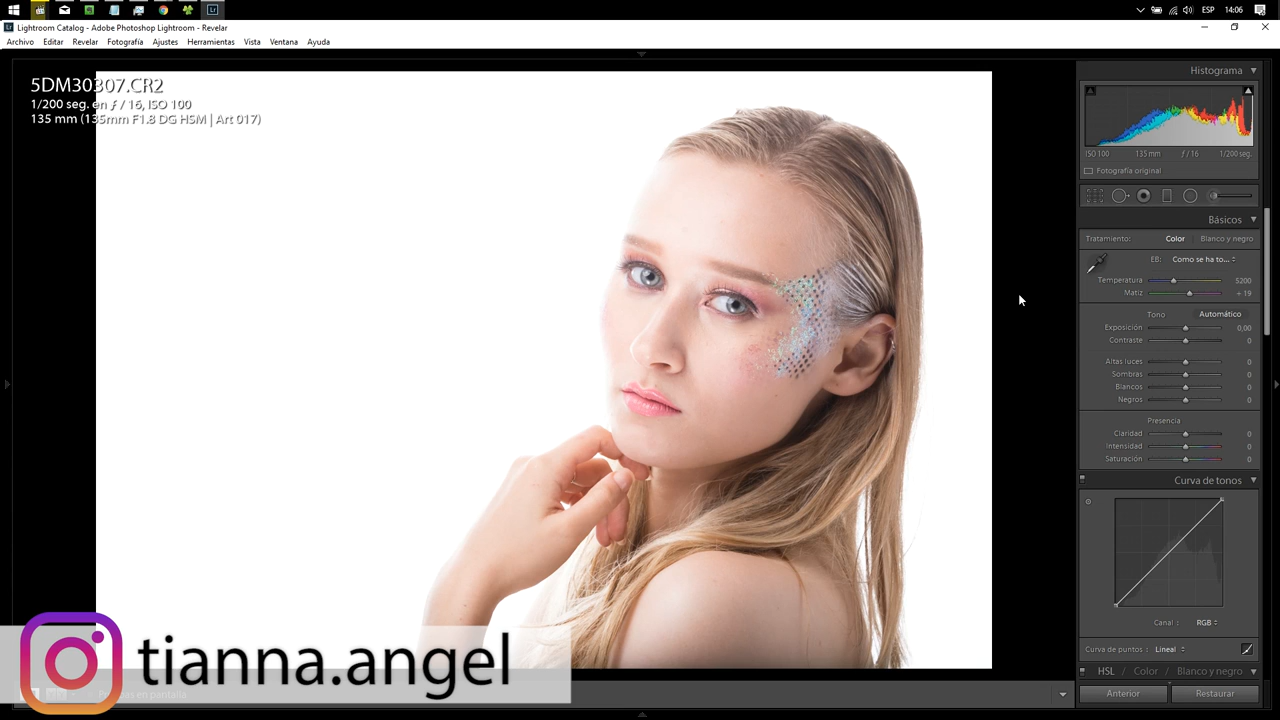 ESP 14:06
Lightroom Catalog - Adobe Photoshop Lightroom - Revelar
Archivo Editar Revelar Fotografía Ajustes Herramientas Vista Ventana Ayuda
5DM30307.CR2
1/200 seg. en ƒ / 16, ISO 100
135 mm (135mm F1.8 DG HSM | Art 017)
Histograma
ISO 100 135 mm ƒ / 16 1/200 seg.
Fotografía original
Básicos
Tratamiento: Color Blanco y negro
EB: Como se ha to...
Temperatura 5200
Matiz + 19
Tono Automático
Exposición 0,00
Contraste 0
Altas luces 0
Sombras 0
Blancos 0
Negros 0
Presencia
Claridad 0
Intensidad 0
Saturación 0
Curva de tonos
Canal : RGB
Curva de puntos : Lineal
HSL / Color / Blanco y negro
Anterior Restaurar
tianna.angel
en pantalla